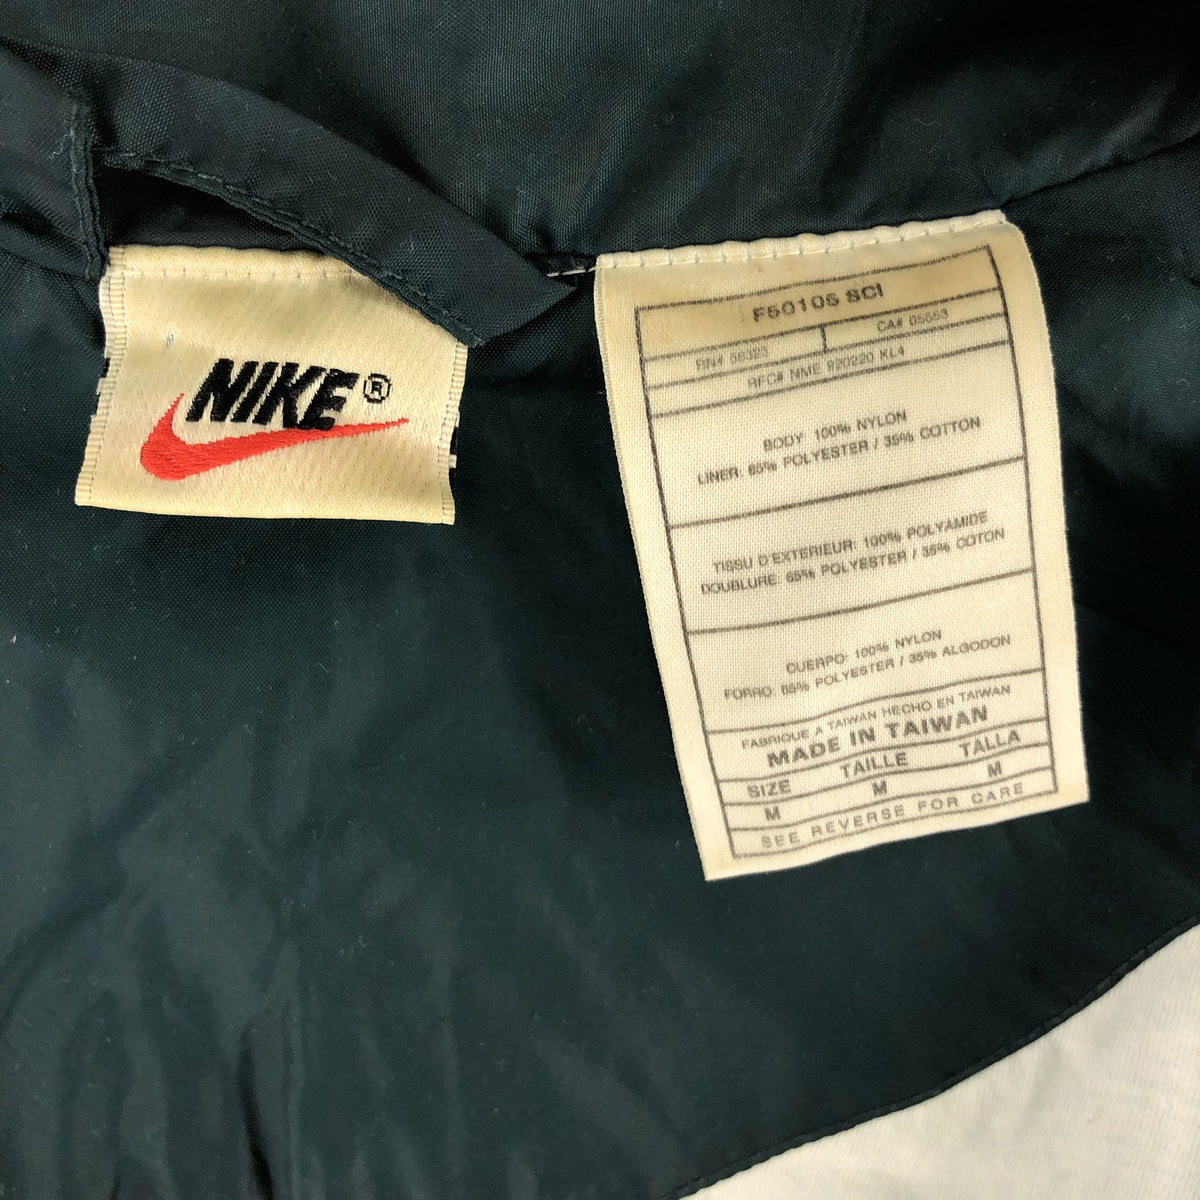 NIKE®
F50106 SCI
RN# 56323 CA# 05553
RFC# NME 920220 KL4
BODY 100% NYLON
LINER: 65% POLYESTER / 35% COTTON
TISSU D'EXTERIEUR: 100% POLYAMIDE
DOUBLURE: 65% POLYESTER / 35% COTON
CUERPO: 100% NYLON
FORRO: 65% POLYESTER / 35% ALGODON
FABRIQUE A TAIWAN HECHO EN TAIWAN
MADE IN TAIWAN
SIZE TAILLE TALLA
M M M
SEE REVERSE FOR CARE